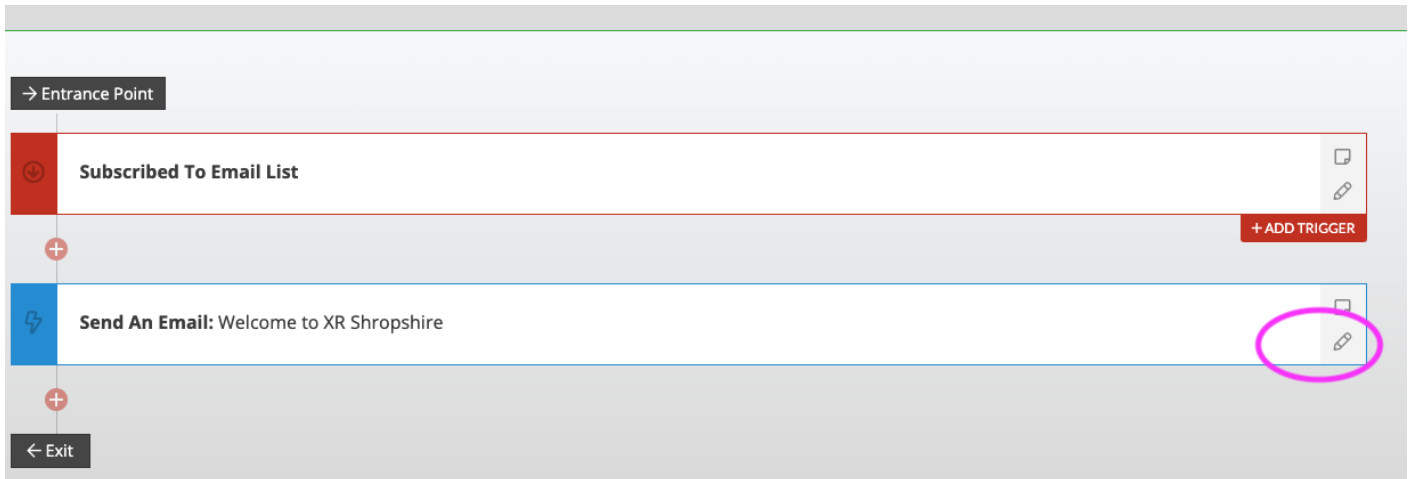 Entrance Point
Subscribed To Email List
+ ADD TRIGGER
Send An Email: Welcome to XR Shropshire
Exit